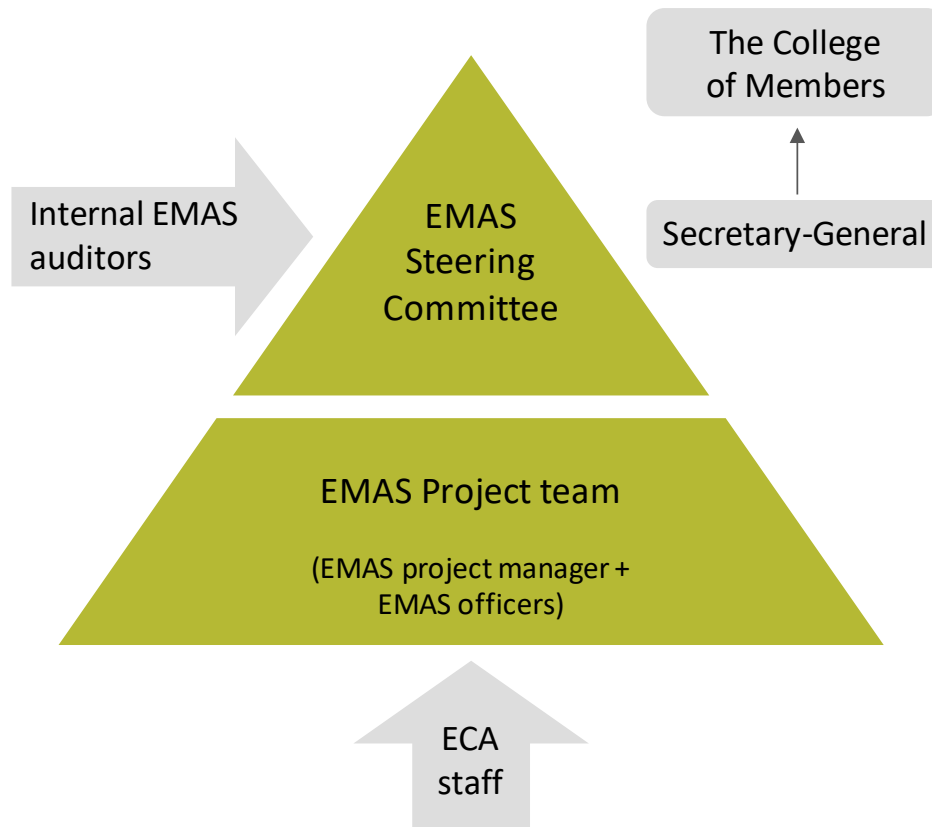 The College
of Members
Secretary-General
Internal EMAS
auditors
EMAS
Steering
Committee
EMAS Project team
(EMAS project manager +
EMAS officers)
ECA
staff